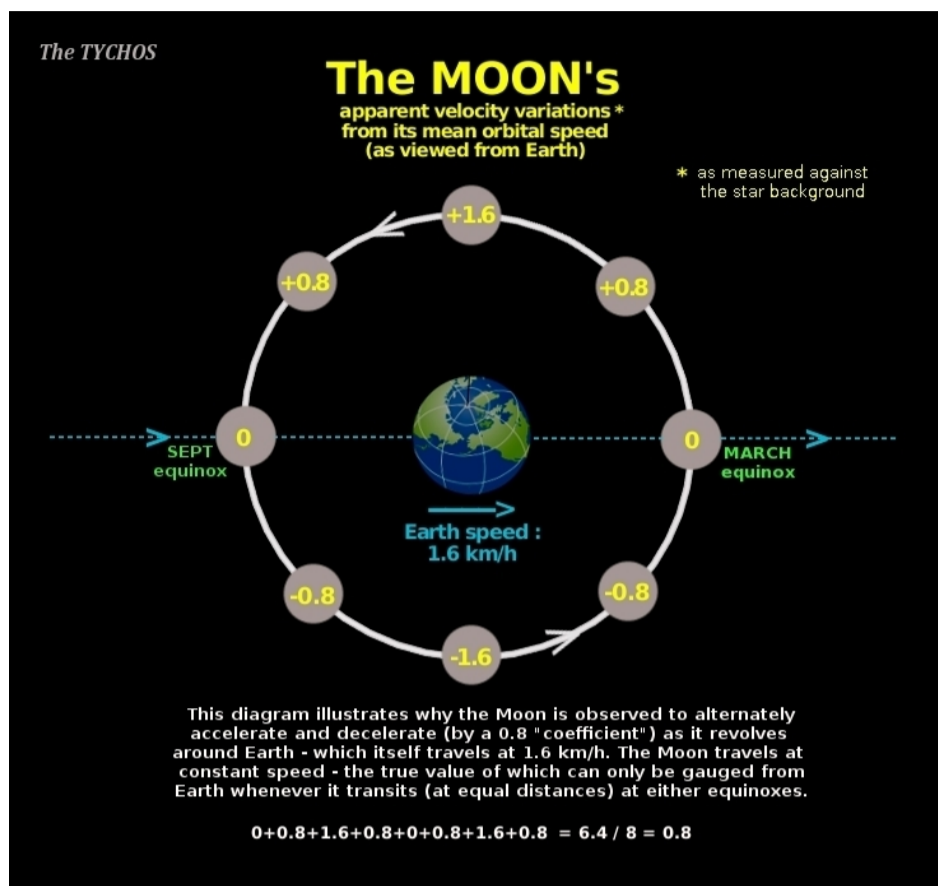 The TYCHOS
The MOON's
apparent velocity variations *
from its mean orbital speed
(as viewed from Earth)
* as measured against
the star background
+1.6
+0.8
+0.8
0
0
SEPT
equinox
MARCH
equinox
Earth speed :
1.6 km/h
-0.8
-0.8
-1.6
This diagram illustrates why the Moon is observed to alternately
accelerate and decelerate (by a 0.8 "coefficient") as it revolves
around Earth - which itself travels at 1.6 km/h. The Moon travels at
constant speed - the true value of which can only be gauged from
Earth whenever it transits (at equal distances) at either equinoxes.
0+0.8+1.6+0.8+0+0.8+1.6+0.8 = 6.4 / 8 = 0.8